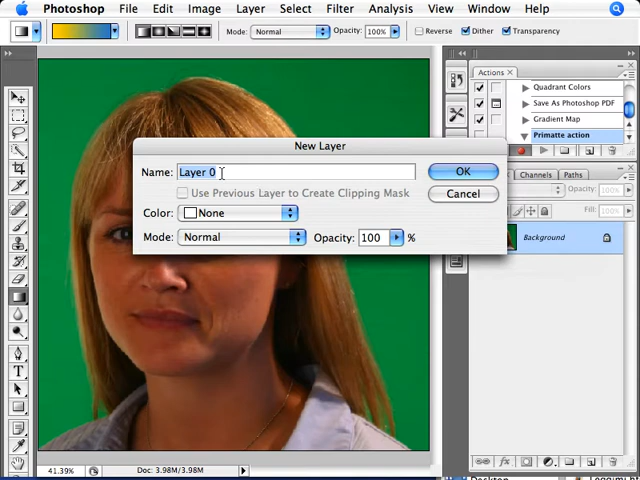 Photoshop File Edit Image Layer Select Filter Analysis View Window Help
Mode: Normal Opacity: 100% Reverse Dither Transparency
Actions ×
Quadrant Colors
Save As Photoshop PDF
Gradient Map
Primatte action
New Layer
Name: Layer 0 OK
Use Previous Layer to Create Clipping Mask Cancel
Color: None
Mode: Normal Opacity: 100 %
Channels Paths
Opacity: 100%
Fill: 100%
Background
41.39% Doc: 3.98M/3.98M
Desktop